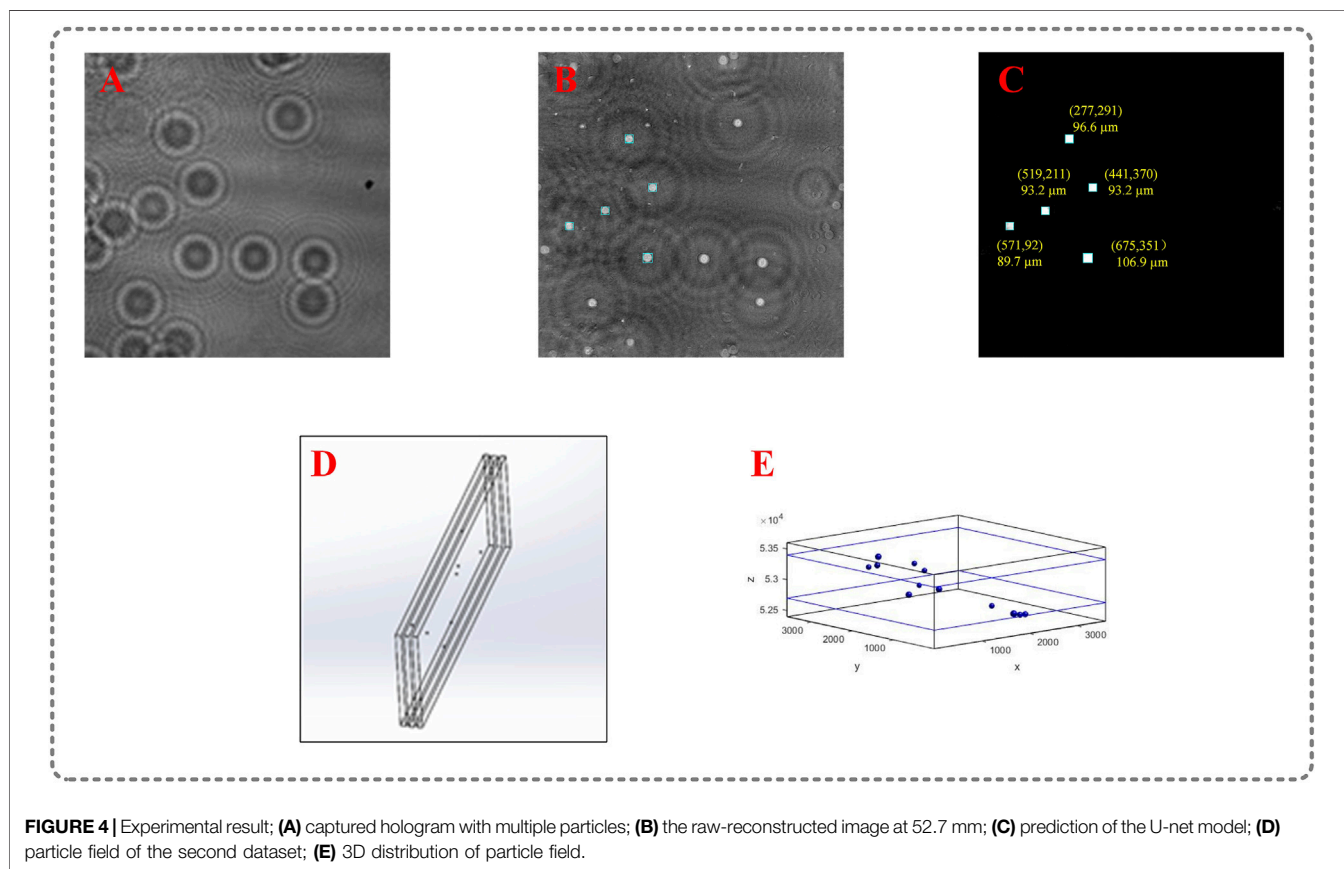 A
B
C
(277,291)
96.6 μm
(519,211)
93.2 μm
(441,370)
93.2 μm
(571,92)
89.7 μm
(675,351)
106.9 μm
D
E
×10⁴
5.35
5.3
5.25
z
3000
2000
1000
y
1000
2000
3000
x
FIGURE 4 | Experimental result; (A) captured hologram with multiple particles; (B) the raw-reconstructed image at 52.7 mm; (C) prediction of the U-net model; (D)
particle field of the second dataset; (E) 3D distribution of particle field.